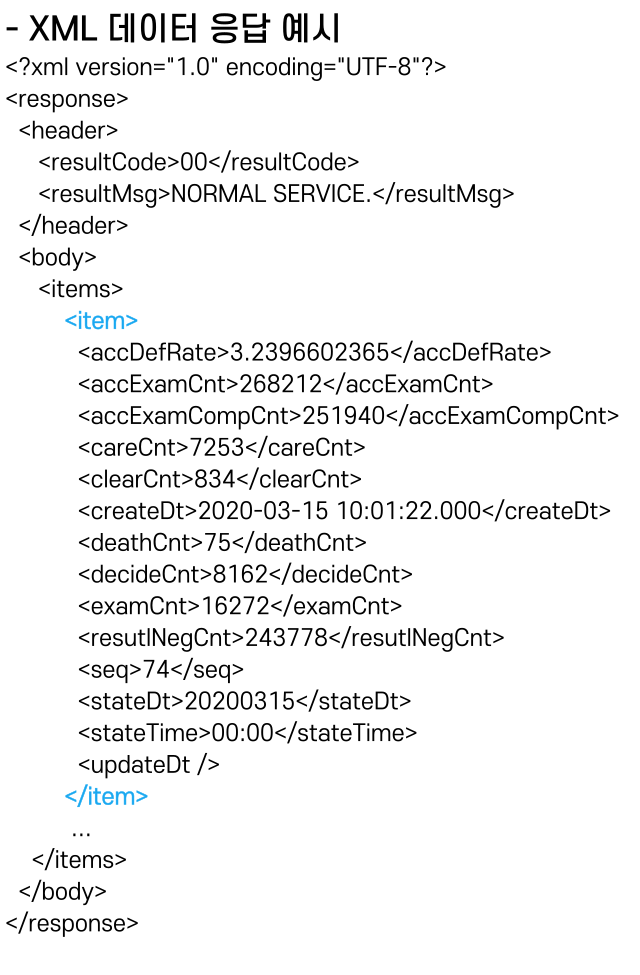 - XML 데이터 응답 예시
<?xml version="1.0" encoding="UTF-8"?>
<response>
<header>
<resultCode>00</resultCode>
<resultMsg>NORMAL SERVICE.</resultMsg>
</header>
<body>
<items>
<item>
<accDefRate>3.2396602365</accDefRate>
<accExamCnt>268212</accExamCnt>
<accExamCompCnt>251940</accExamCompCnt>
<careCnt>7253</careCnt>
<clearCnt>834</clearCnt>
<createDt>2020-03-15 10:01:22.000</createDt>
<deathCnt>75</deathCnt>
<decideCnt>8162</decideCnt>
<examCnt>16272</examCnt>
<resutlNegCnt>243778</resutlNegCnt>
<seq>74</seq>
<stateDt>20200315</stateDt>
<stateTime>00:00</stateTime>
<updateDt />
</item>
...
</items>
</body>
</response>